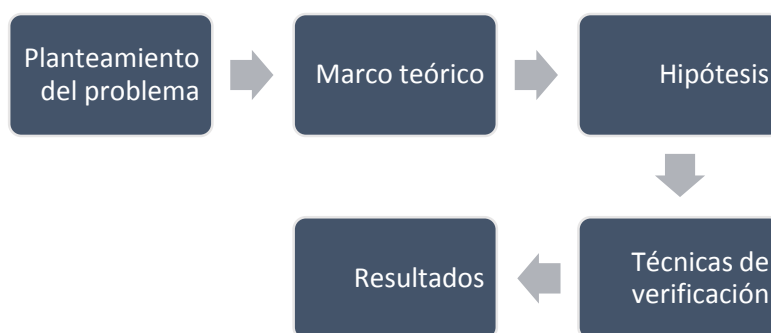 Planteamiento
del problema
Marco teórico
Hipótesis
Técnicas de
verificación
Resultados